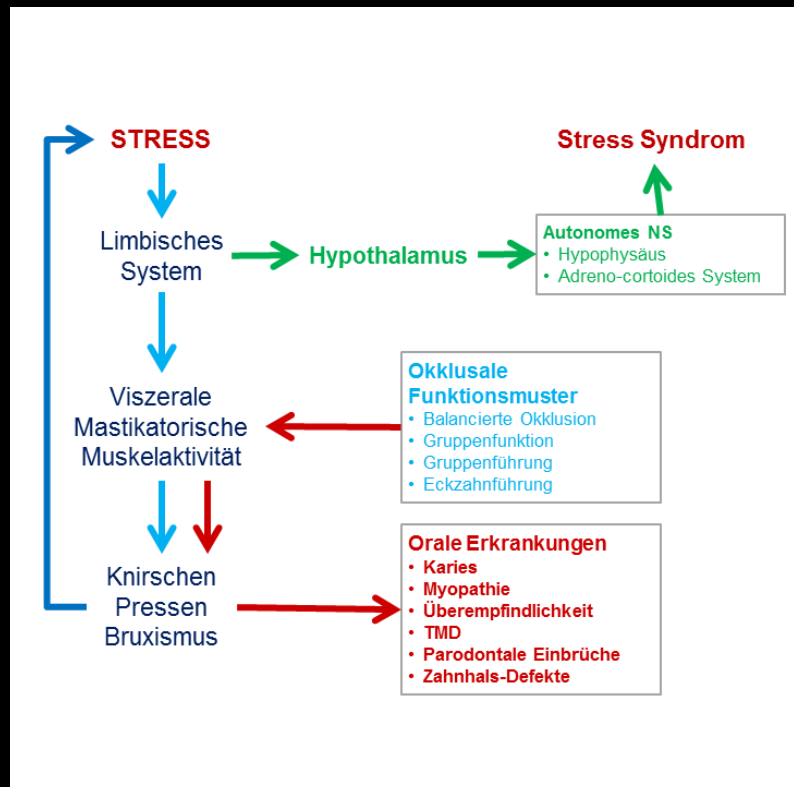 STRESS
Stress Syndrom
Limbisches
System
Hypothalamus
Autonomes NS
• Hypophysäus
• Adreno-cortoides System
Viszerale
Mastikatorische
Muskelaktivität
Okklusale
Funktionsmuster
• Balancierte Okklusion
• Gruppenfunktion
• Gruppenführung
• Eckzahnführung
Knirschen
Pressen
Bruxismus
Orale Erkrankungen
• Karies
• Myopathie
• Überempfindlichkeit
• TMD
• Parodontale Einbrüche
• Zahnhals-Defekte